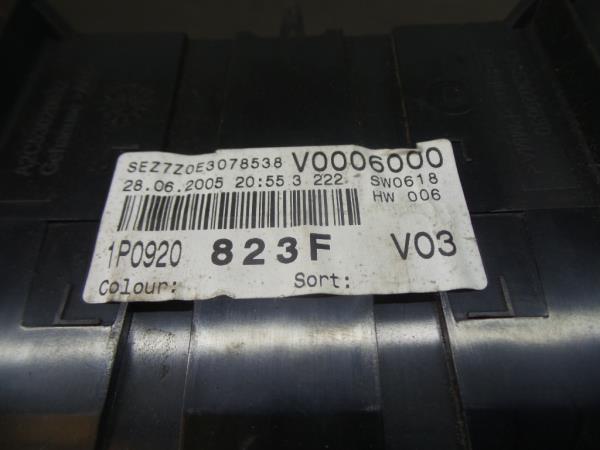 SEZ7Z0E3078538 V0006000
28.06.2005 20:55 3 222 SW0618
HW 006
1P0920 823F V03
Colour: Sort: